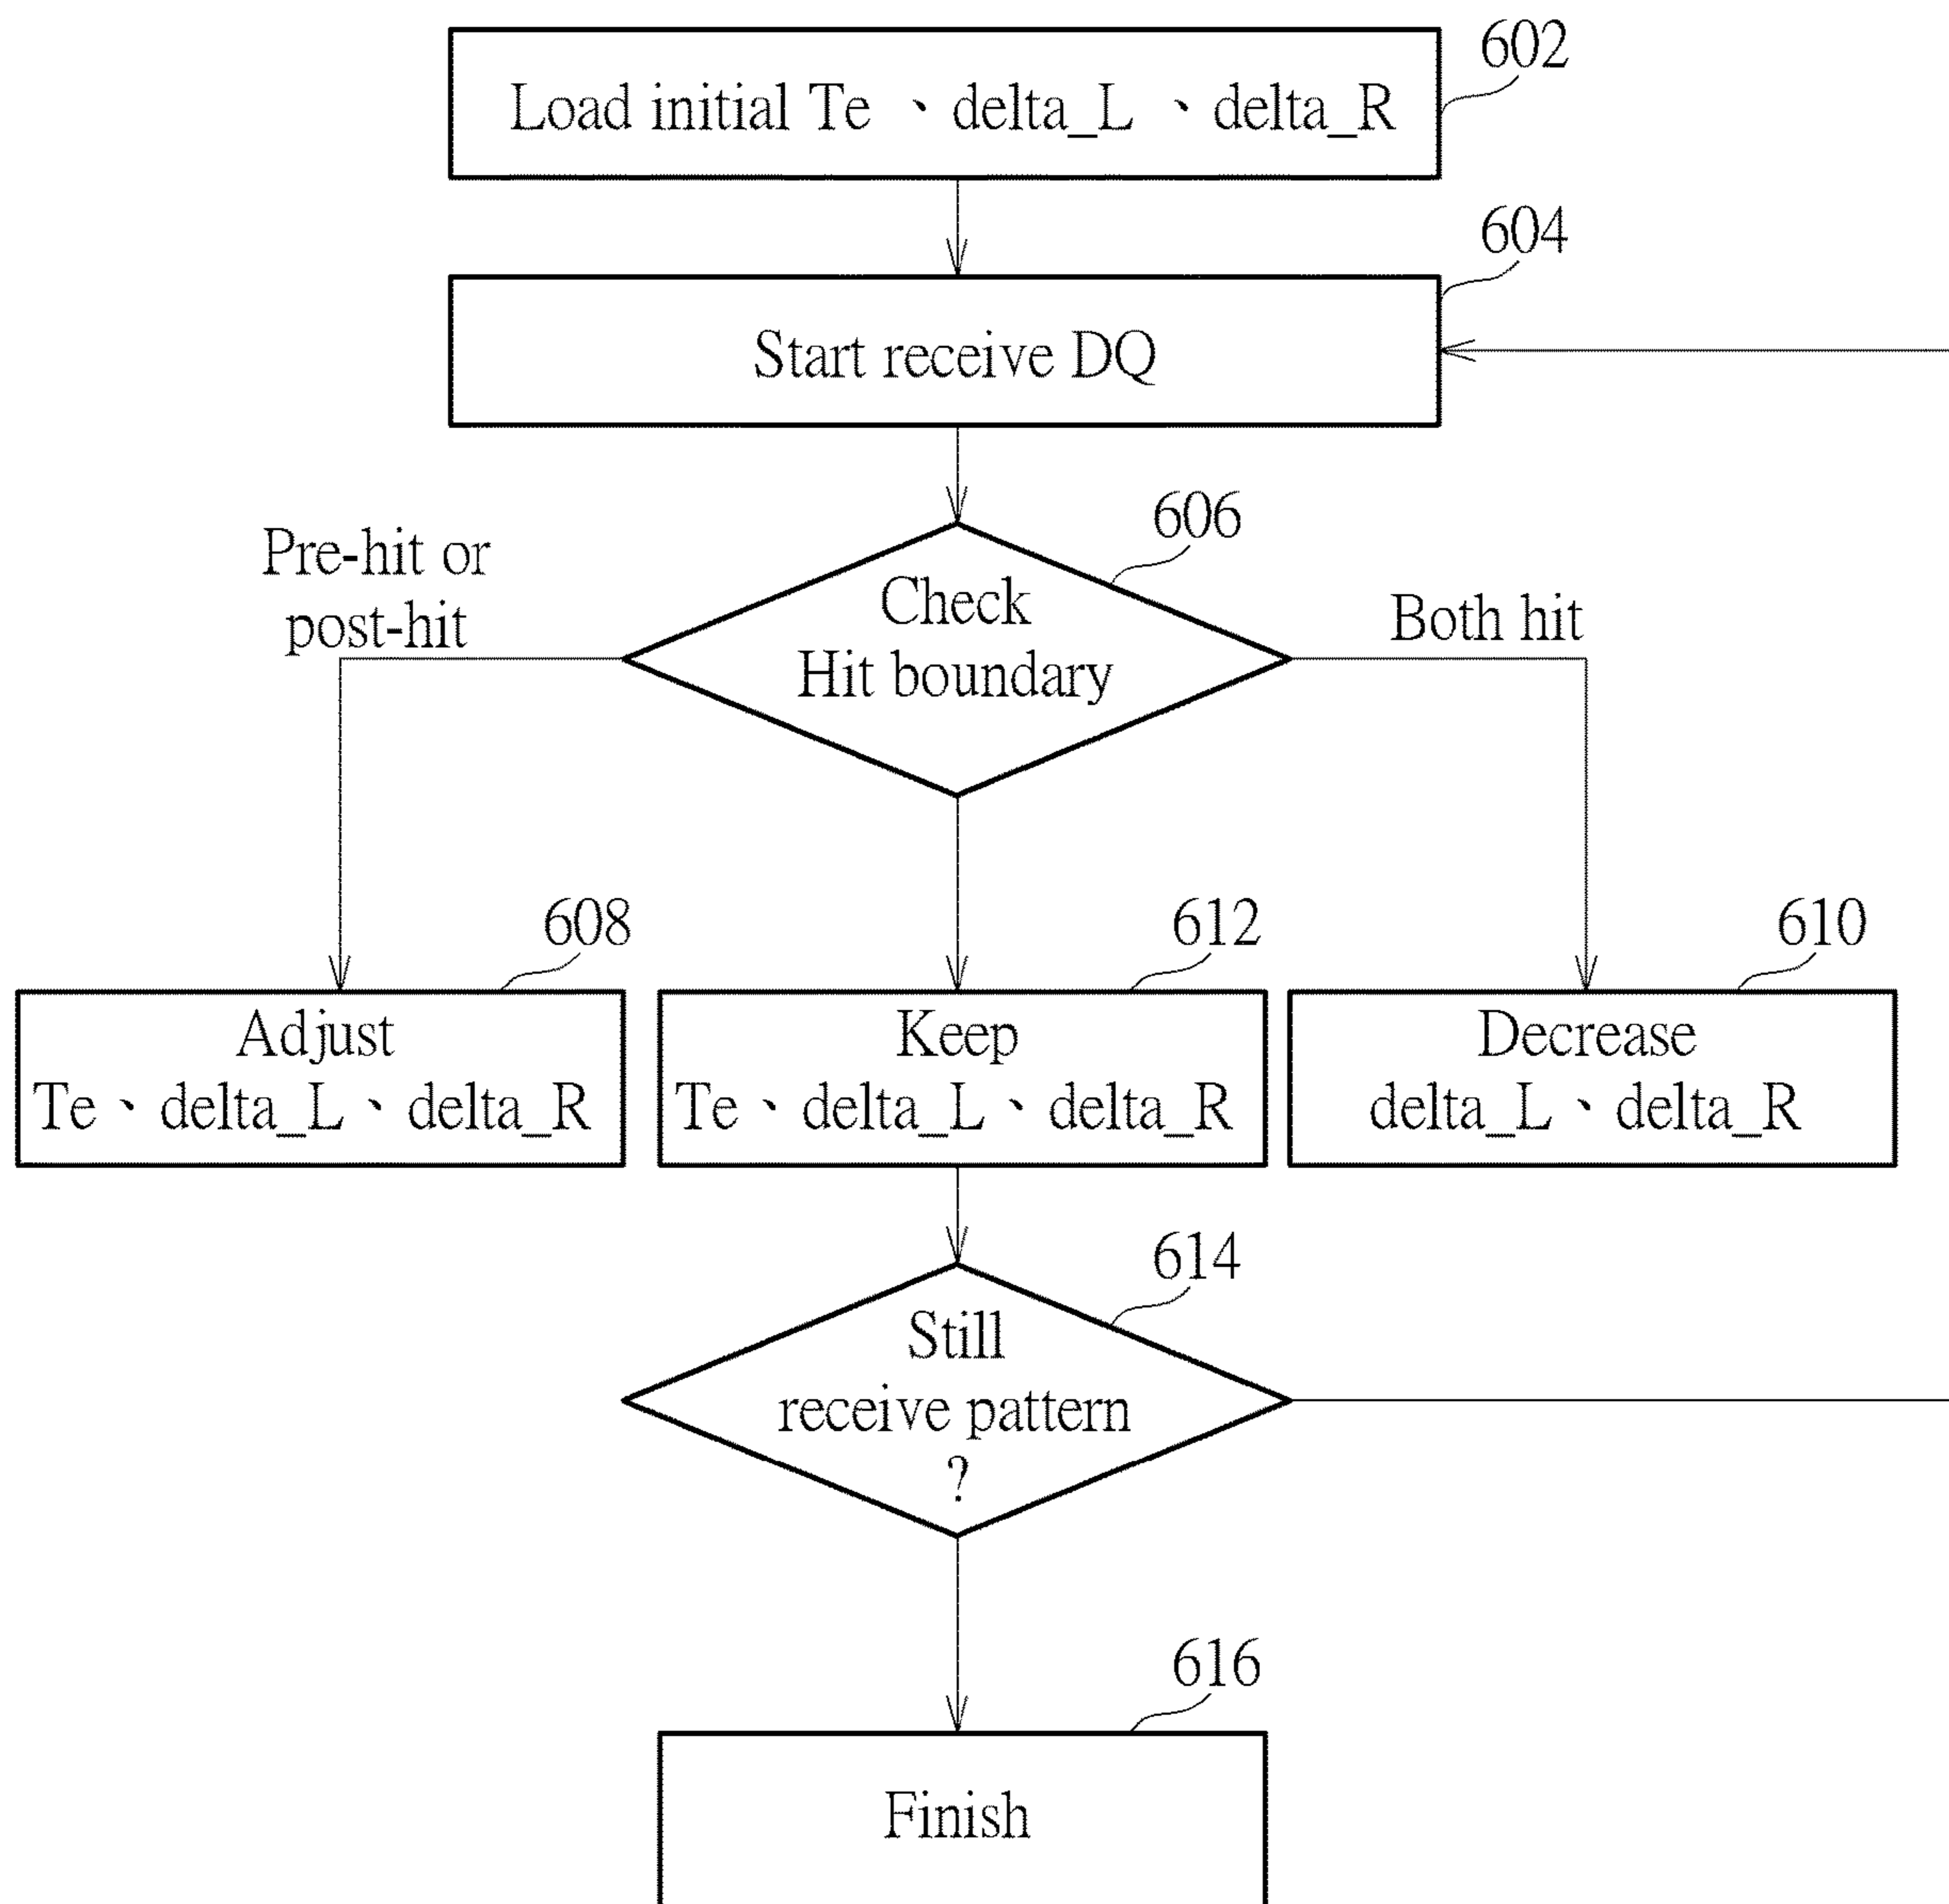 602
Load initial Te 、delta_L 、delta_R
604
Start receive DQ
606
Pre-hit or
post-hit
Check
Hit boundary
Both hit
608
612
610
Adjust
Te、delta_L、delta_R
Keep
Te、delta_L、delta_R
Decrease
delta_L、delta_R
614
Still
receive pattern
?
616
Finish